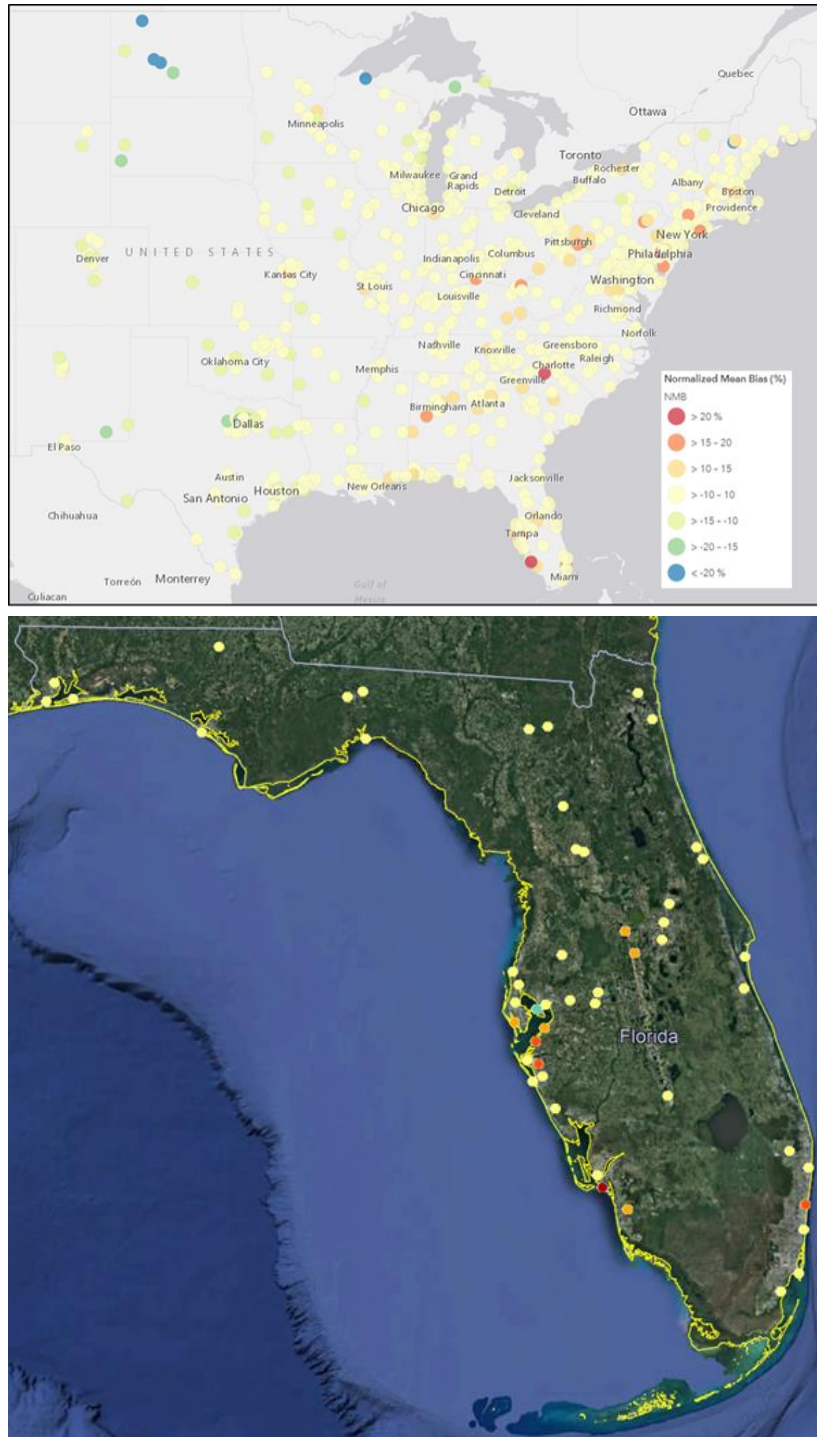 Quebec
Ottawa
Minneapolis
Toronto
Rochester
Milwaukee
Grand
Rapids
Buffalo
Albany
Boston
Detroit
Providence
Chicago
Cleveland
New York
Pittsburgh
UNITED STATES
Philadelphia
Denver
Indianapolis
Columbus
Kansas City
Cincinnati
Washington
St Louis
Louisville
Richmond
Norfolk
Nashville
Knoxville
Greensboro
Oklahoma City
Memphis
Charlotte
Raleigh
Greenville
Normalized Mean Bias (%)
NMB
> 20 %
> 15 – 20
> 10 – 15
> -10 – 10
> -15 – -10
> -20 – -15
< -20 %
Birmingham
Atlanta
Dallas
El Paso
Austin
Jacksonville
San Antonio
Houston
New Orleans
Chihuahua
Orlando
Tampa
Torreón
Monterrey
Gulf of
Mexico
Miami
Culiacan
Florida